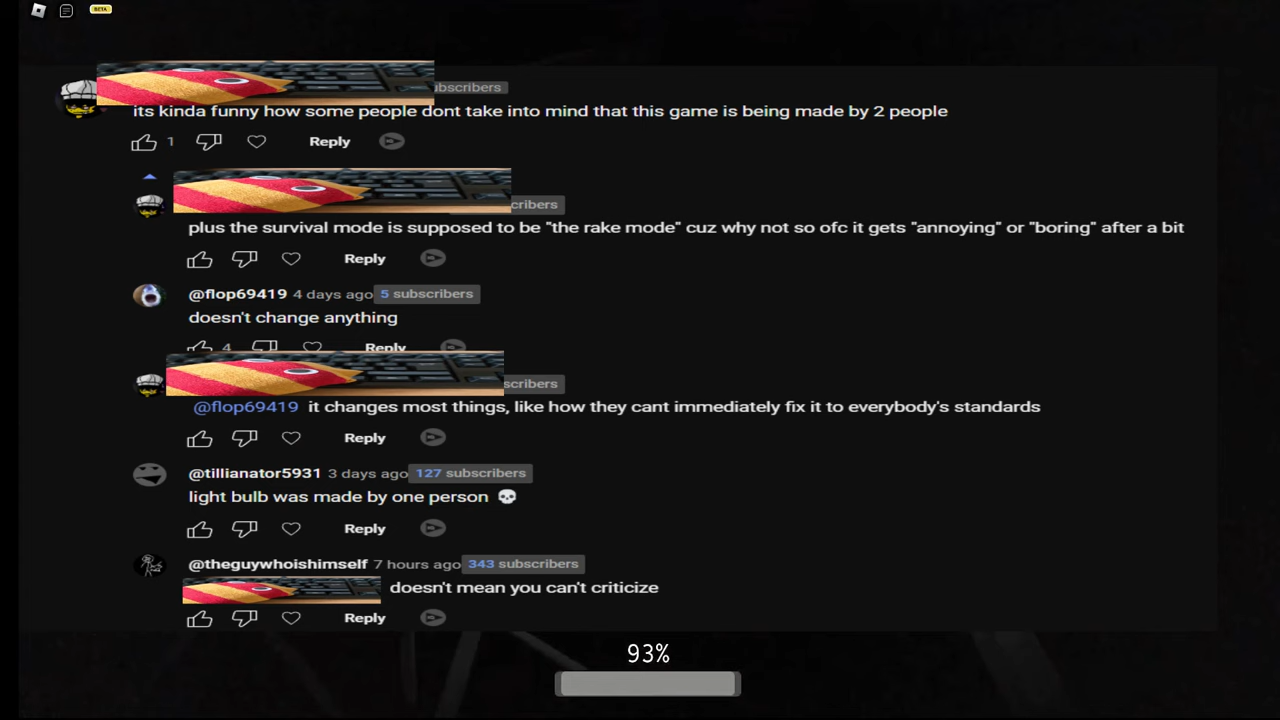 BETA
ubscribers
its kinda funny how some people dont take into mind that this game is being made by 2 people
1 Reply
cribers
plus the survival mode is supposed to be "the rake mode" cuz why not so ofc it gets "annoying" or "boring" after a bit
Reply
@flop69419 4 days ago 5 subscribers
doesn't change anything
4 Reply
scribers
@flop69419 it changes most things, like how they cant immediately fix it to everybody's standards
Reply
@tillianator5931 3 days ago 127 subscribers
light bulb was made by one person 💀
Reply
@theguywhoishimself 7 hours ago 343 subscribers
doesn't mean you can't criticize
Reply
93%